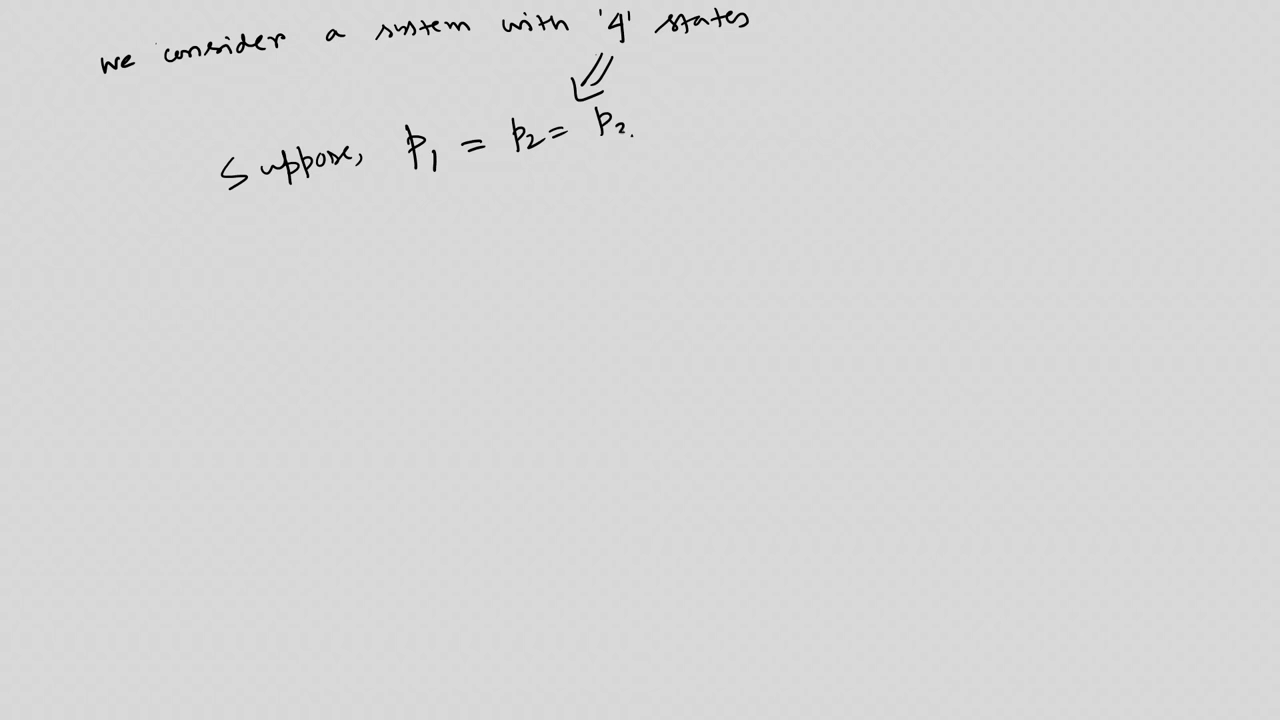 we consider a system with '4' states
Suppose, p₁ = p₂ = p₂.